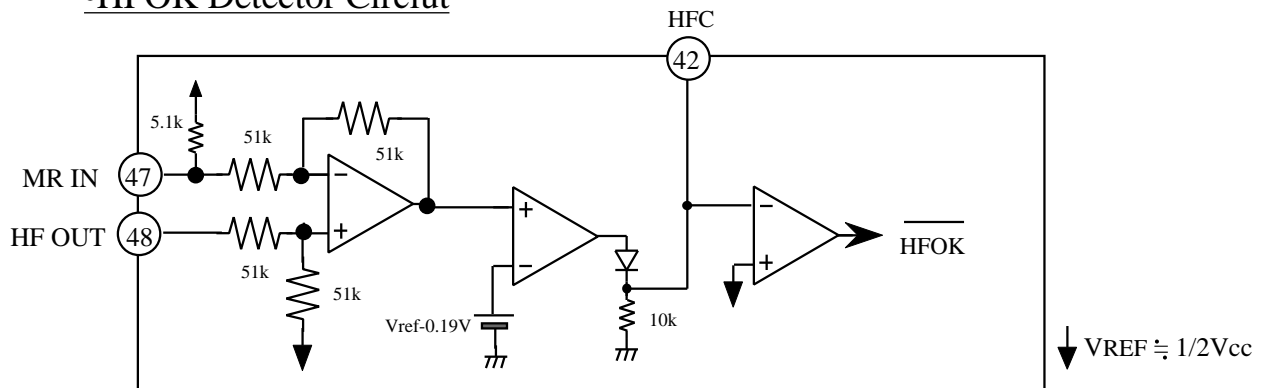 •HFOK Detector Circiut
HFC
42
5.1k
51k
51k
MR IN
47
HF OUT
48
51k
51k
Vref-0.19V
10k
HFOK
VREF ≒ 1/2Vcc